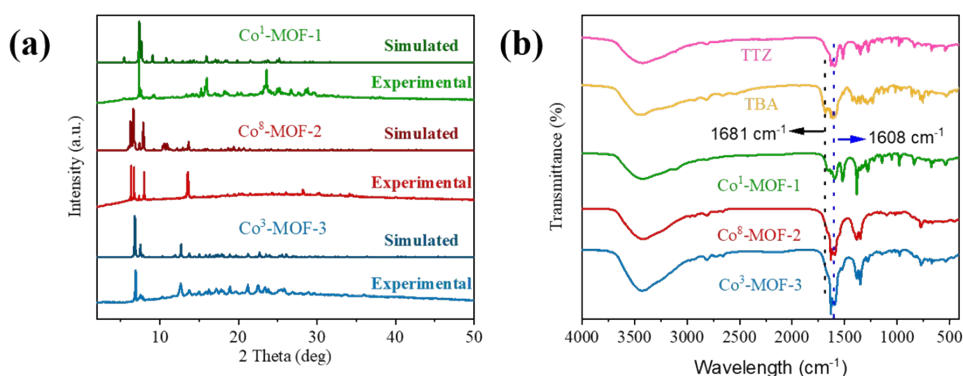 (a)
Co¹-MOF-1
Simulated
Experimental
Co⁸-MOF-2
Simulated
Experimental
Co³-MOF-3
Simulated
Experimental
Intensity (a.u.)
0 10 20 30 40 50
2 Theta (deg)
(b)
TTZ
TBA
1681 cm⁻¹
1608 cm⁻¹
Co¹-MOF-1
Co⁸-MOF-2
Co³-MOF-3
Transmittance (%)
4000 3500 3000 2500 2000 1500 1000 500
Wavelength (cm⁻¹)